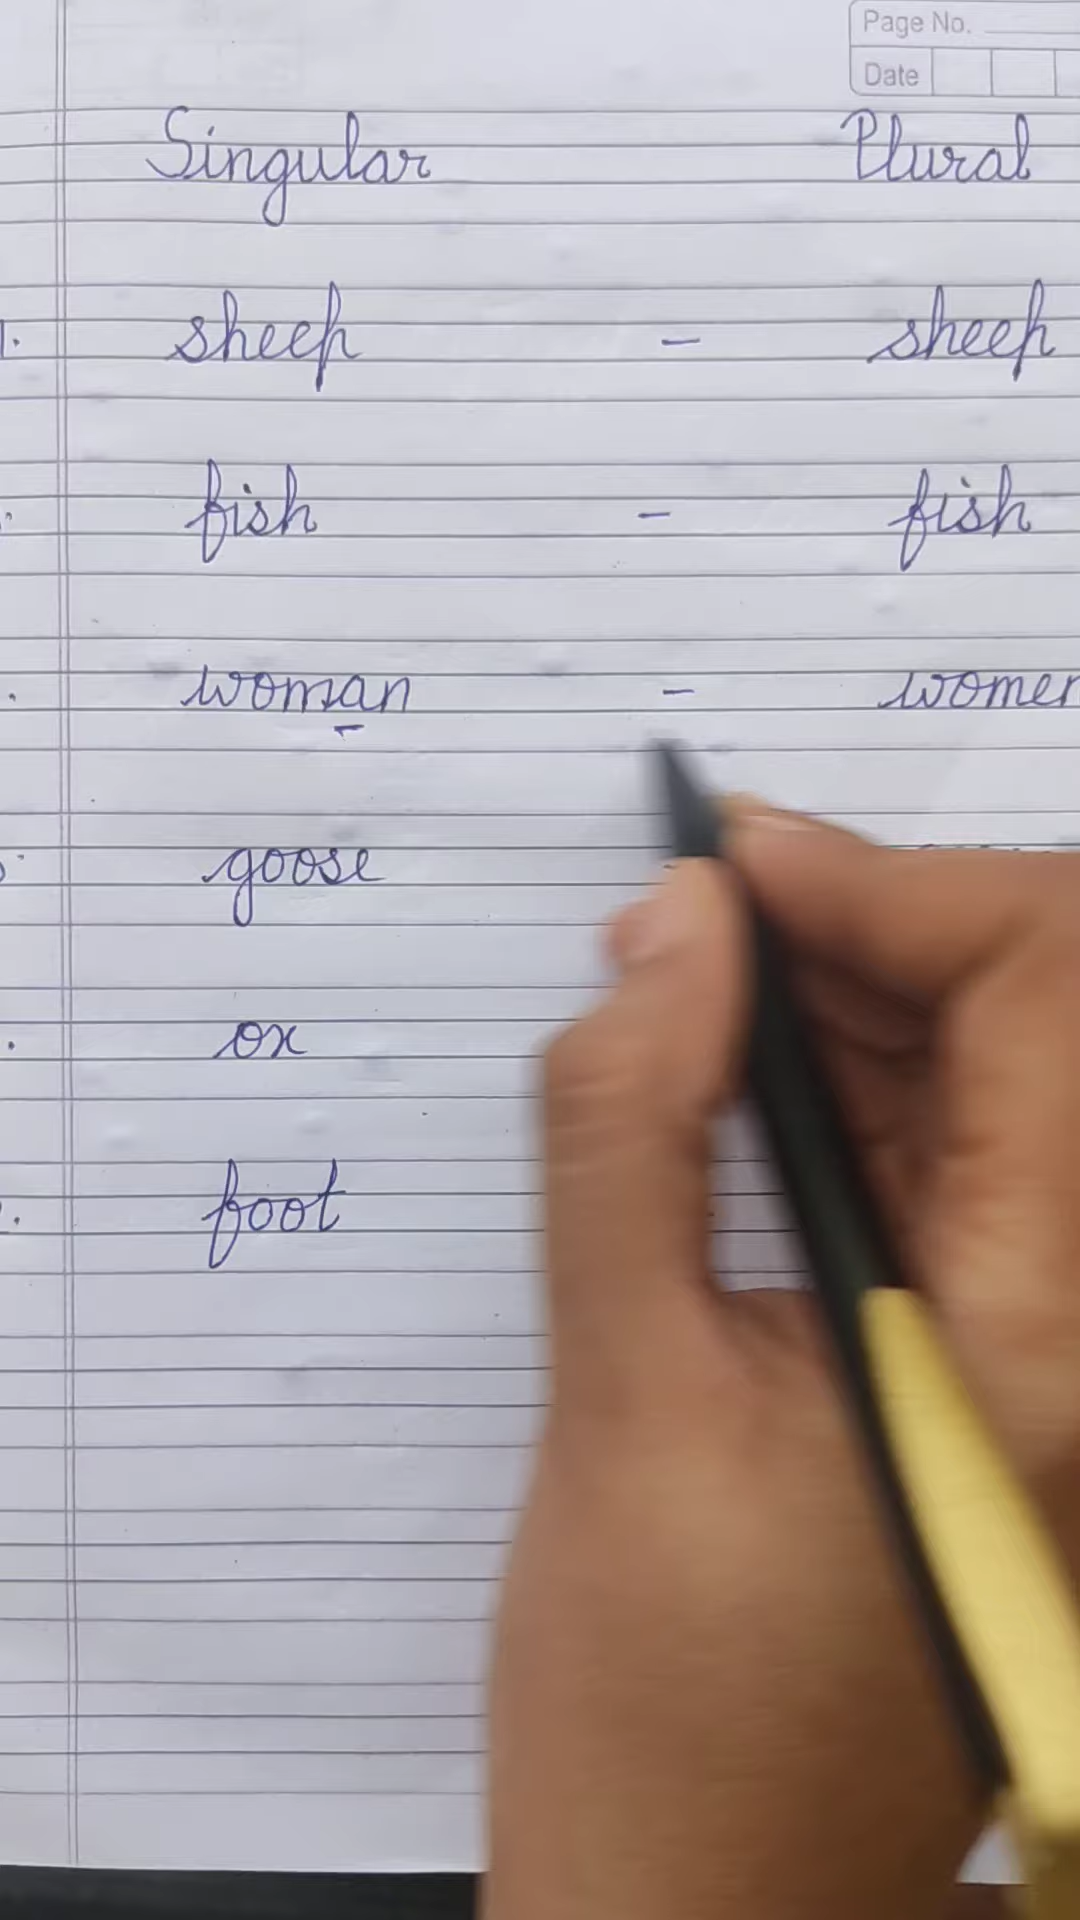 Page No.
Date
Singular Plural
1. sheep - sheep
fish - fish
woman - women
goose
ox
foot